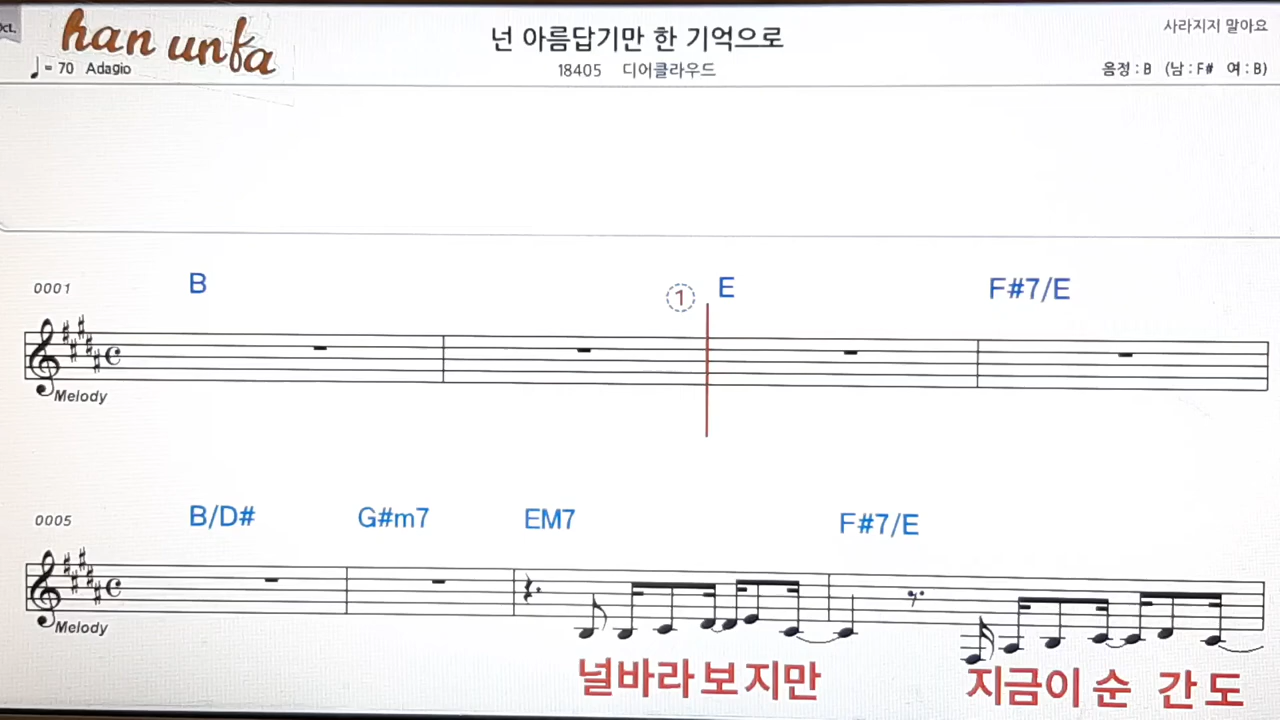 han unfa
넌 아름답기만 한 기억으로
사라지지 말아요
♩= 70 Adagio
18405 디어클라우드
음정 : B (남 : F# 여 : B)
0001 B ① E F#7/E
Melody
0005 B/D# G#m7 EM7 F#7/E
Melody
널바라보지만 지금이 순 간 도